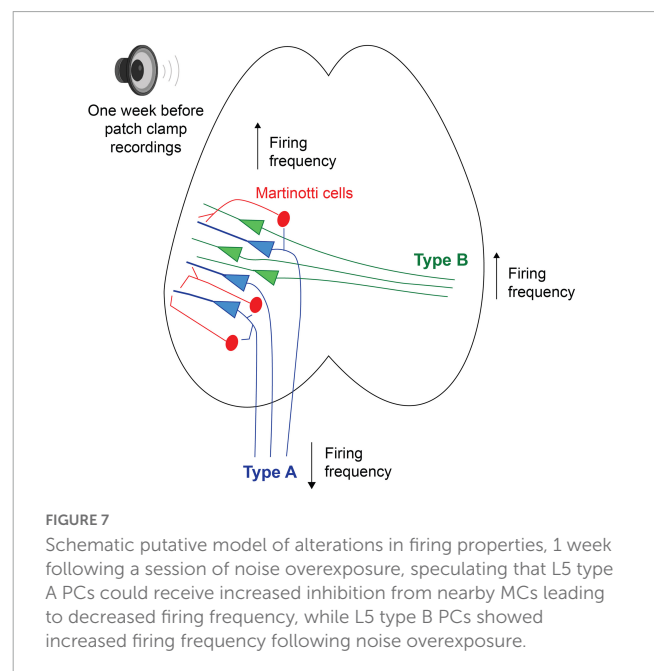 One week before
patch clamp
recordings
Firing
frequency
Martinotti cells
Type B
Firing
frequency
Type A
Firing
frequency
FIGURE 7
Schematic putative model of alterations in firing properties, 1 week
following a session of noise overexposure, speculating that L5 type
A PCs could receive increased inhibition from nearby MCs leading
to decreased firing frequency, while L5 type B PCs showed
increased firing frequency following noise overexposure.